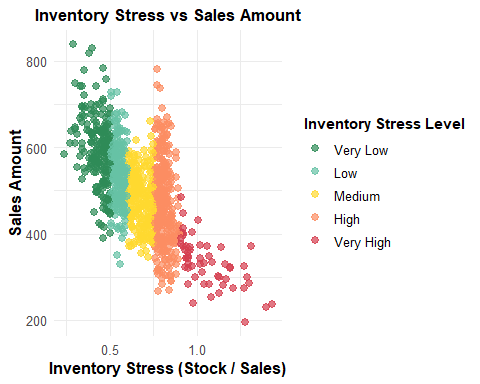 Inventory Stress vs Sales Amount
800
600
400
200
Sales Amount
0.5 1.0
Inventory Stress (Stock / Sales)
Inventory Stress Level
Very Low
Low
Medium
High
Very High